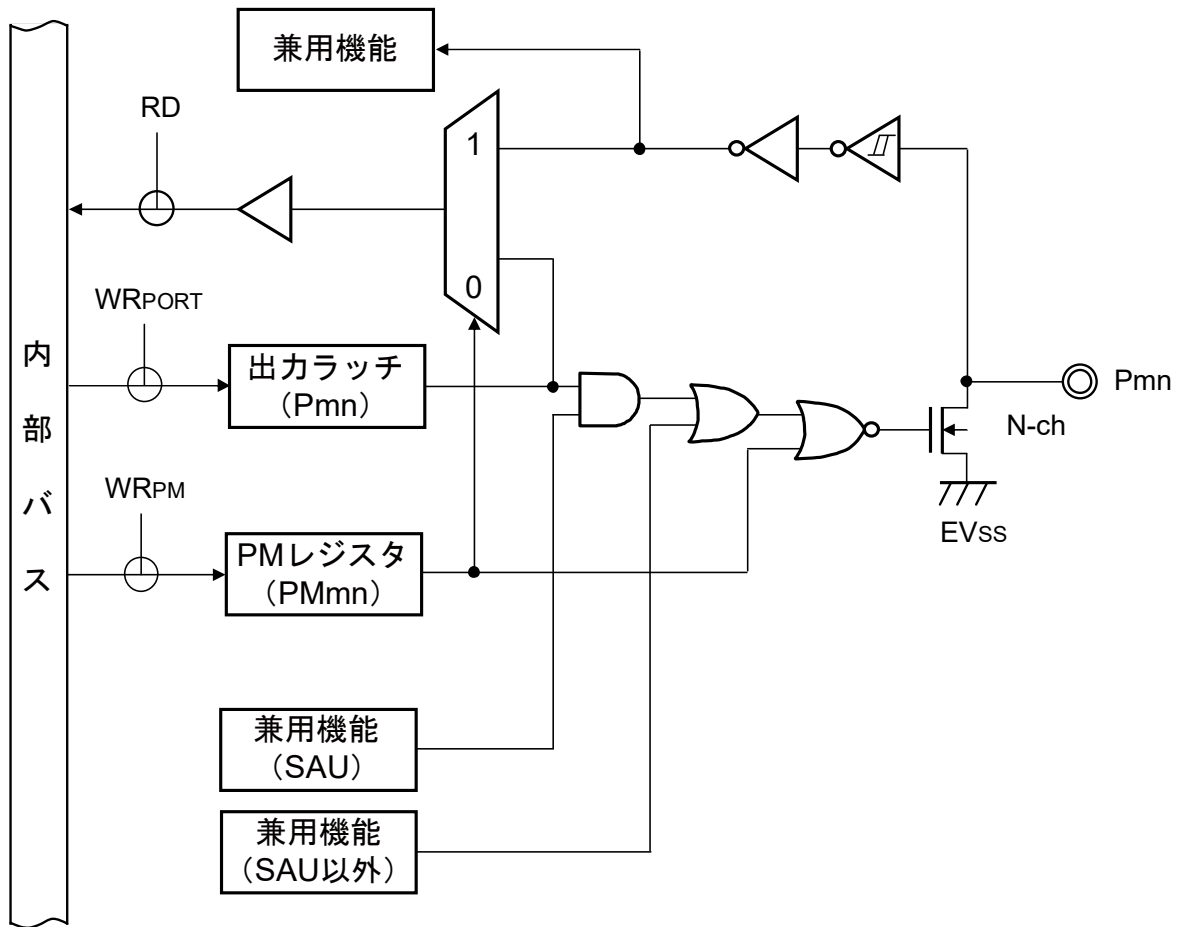 兼用機能
RD
1
0
WRPORT
内部バス
出力ラッチ
（Pmn）
Pmn
N-ch
EVSS
WRPM
PMレジスタ
（PMmn）
兼用機能
（SAU）
兼用機能
（SAU以外）